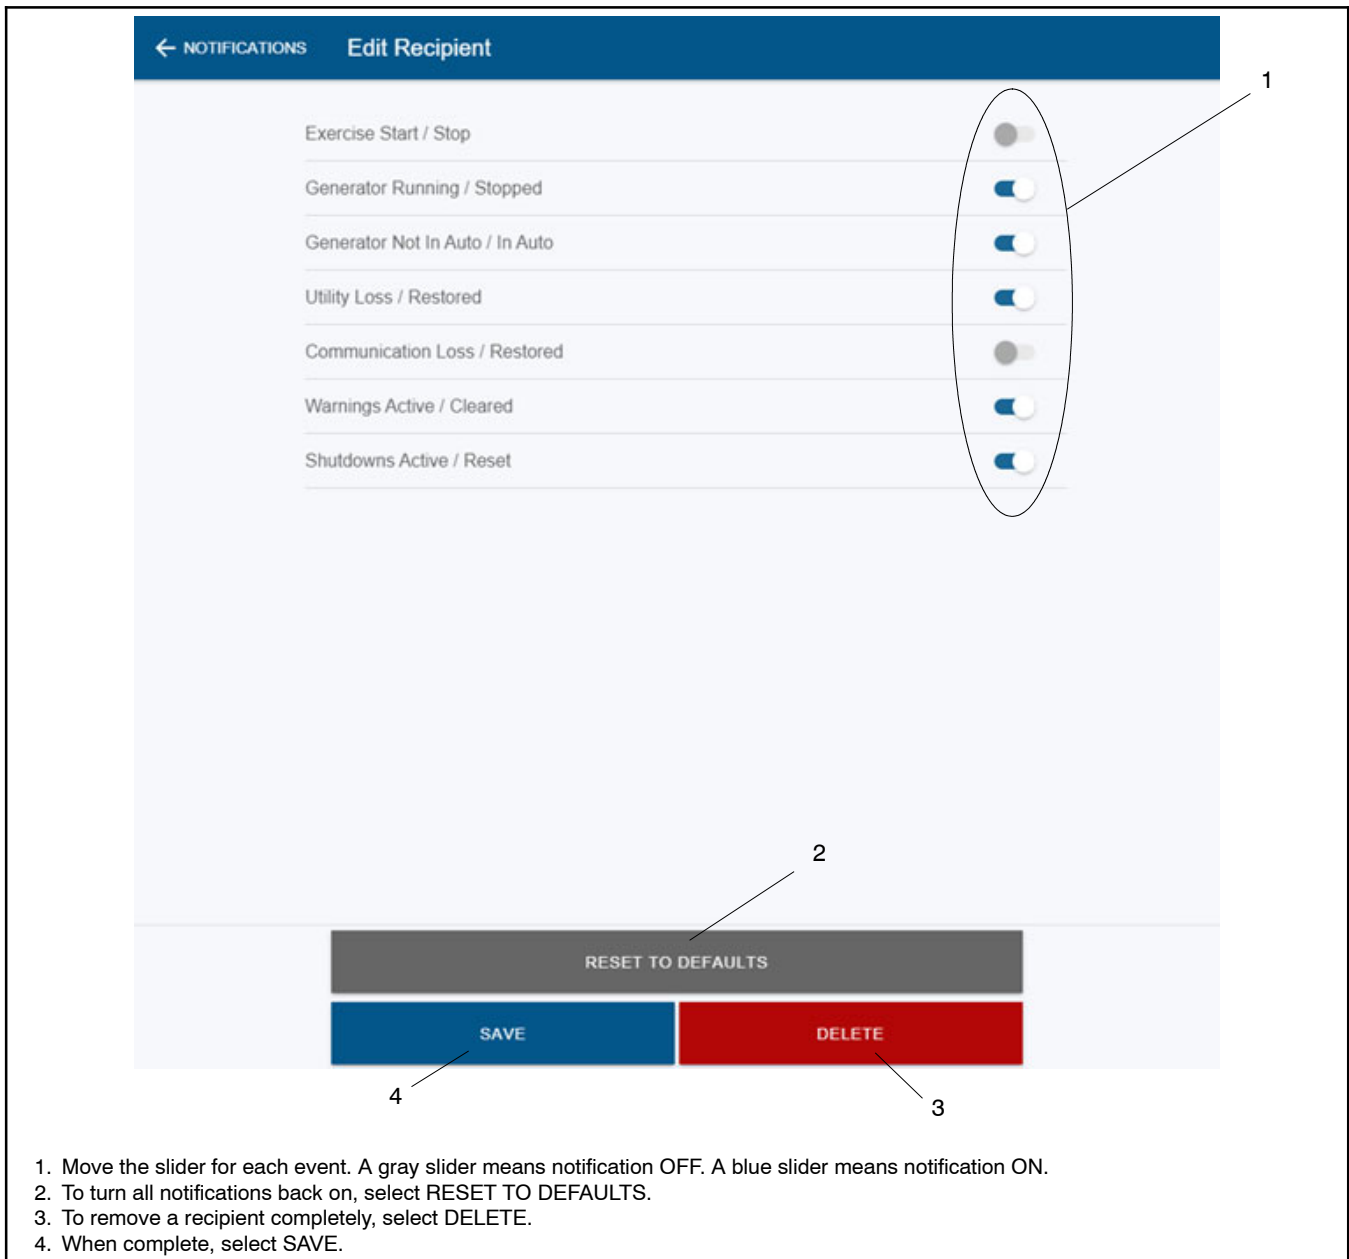 ← NOTIFICATIONS Edit Recipient
1
Exercise Start / Stop
Generator Running / Stopped
Generator Not In Auto / In Auto
Utility Loss / Restored
Communication Loss / Restored
Warnings Active / Cleared
Shutdowns Active / Reset
2
RESET TO DEFAULTS
SAVE DELETE
4
3
1. Move the slider for each event. A gray slider means notification OFF. A blue slider means notification ON.
2. To turn all notifications back on, select RESET TO DEFAULTS.
3. To remove a recipient completely, select DELETE.
4. When complete, select SAVE.